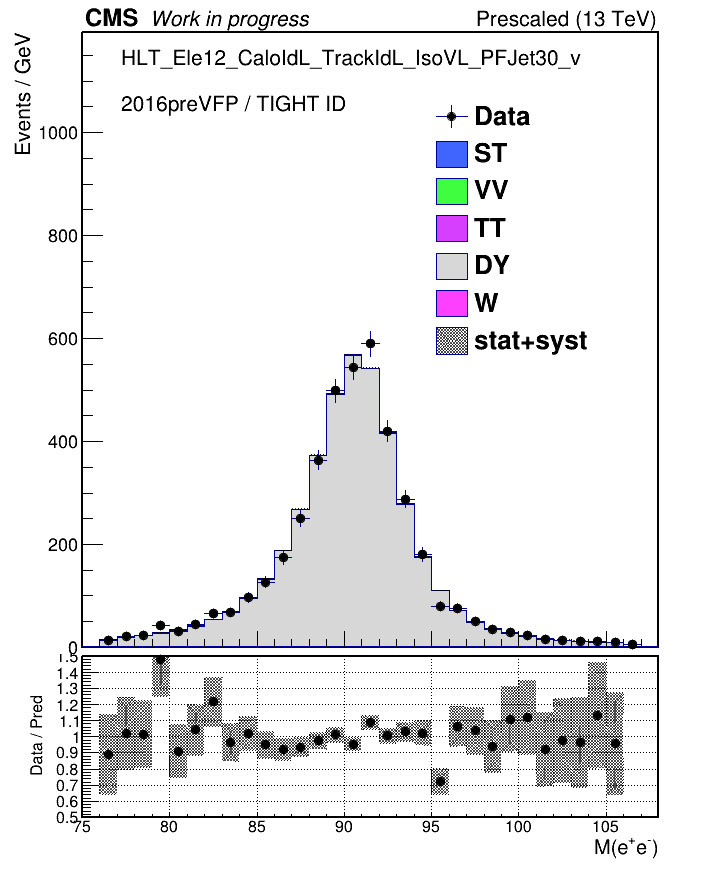 CMS Work in progress Prescaled (13 TeV)
HLT_Ele12_CaloIdL_TrackIdL_IsoVL_PFJet30_v
2016preVFP / TIGHT ID
Events / GeV
Data
ST
VV
TT
DY
W
stat+syst
1000
800
600
400
200
0
Data / Pred
1.5
1.4
1.3
1.2
1.1
1
0.9
0.8
0.7
0.6
0.5
75 80 85 90 95 100 105
M(e⁺e⁻)